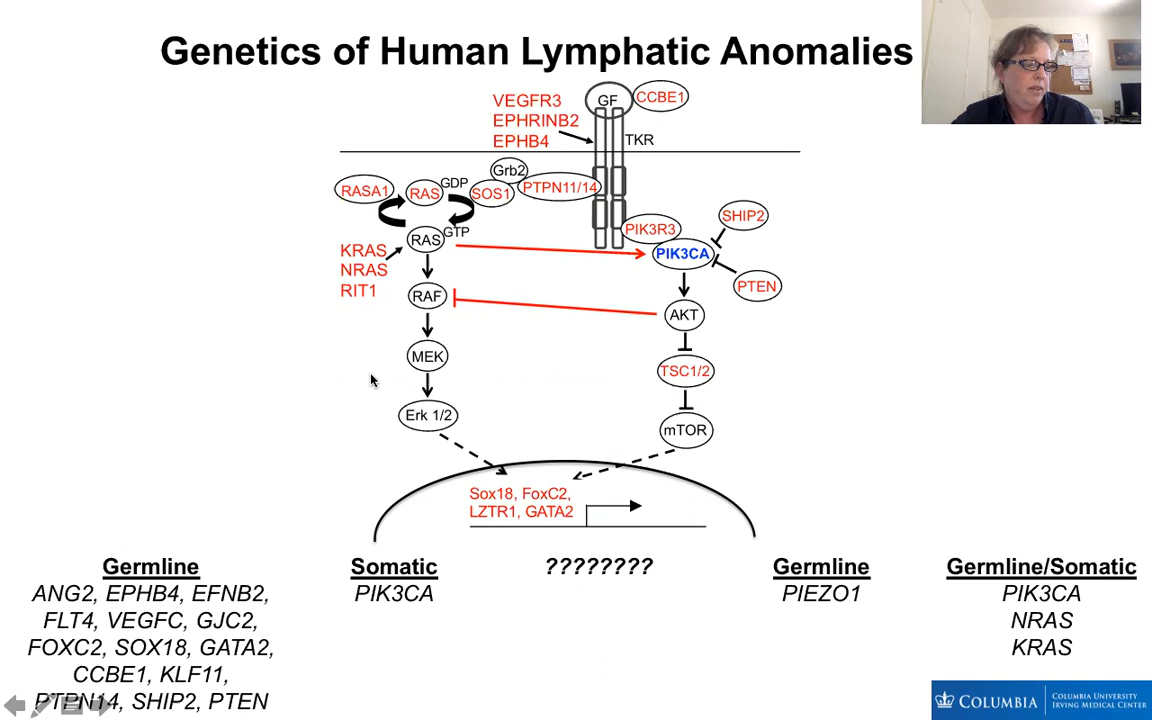 Genetics of Human Lymphatic Anomalies
VEGFR3
EPHRINB2
EPHB4
GF
CCBE1
TKR
Grb2
RASA1
RAS
GDP
SOS1
PTPN11/14
RAS
GTP
PIK3R3
SHIP2
PIK3CA
KRAS
NRAS
RIT1
PTEN
RAF
AKT
MEK
TSC1/2
Erk 1/2
mTOR
Sox18, FoxC2,
LZTR1, GATA2
Germline
ANG2, EPHB4, EFNB2,
FLT4, VEGFC, GJC2,
FOXC2, SOX18, GATA2,
CCBE1, KLF11,
PTPN14, SHIP2, PTEN
Somatic
PIK3CA
????????
Germline
PIEZO1
Germline/Somatic
PIK3CA
NRAS
KRAS
COLUMBIA
COLUMBIA UNIVERSITY
IRVING MEDICAL CENTER